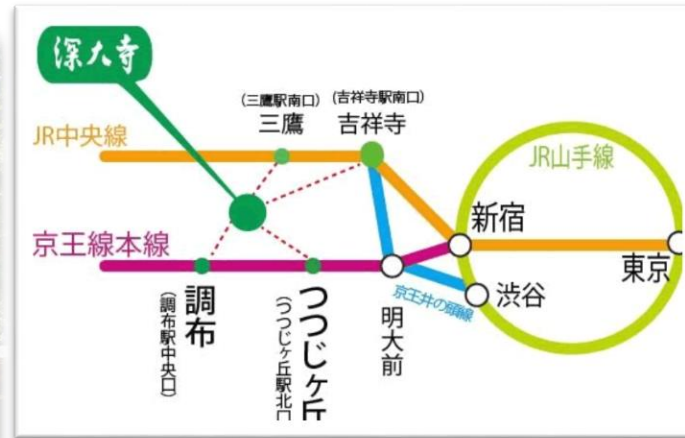 深大寺
(三鷹駅南口)
(吉祥寺駅南口)
三鷹
吉祥寺
JR中央線
JR山手線
新宿
京王線本線
東京
渋谷
京王井の頭線
調布
(調布駅中央口)
つつじヶ丘
(つつじヶ丘駅北口
明大前